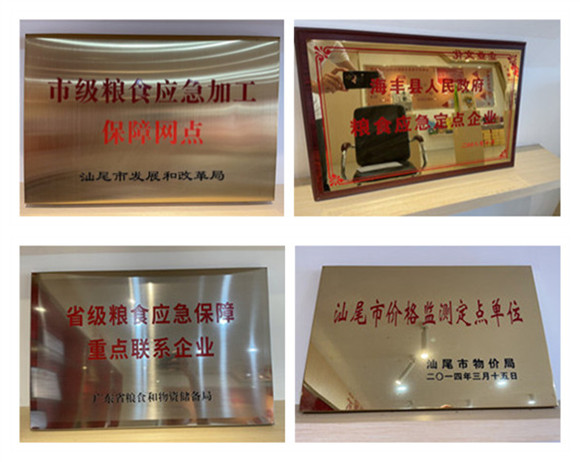 市级粮食应急加工
保障网点
汕尾市发展和改革局
海丰县人民政府
粮食应急定点企业
省级粮食应急保障
重点联系企业
广东省粮食和物资储备局
汕尾市价格监测定点单位
汕尾市物价局
二〇一四年三月十五日